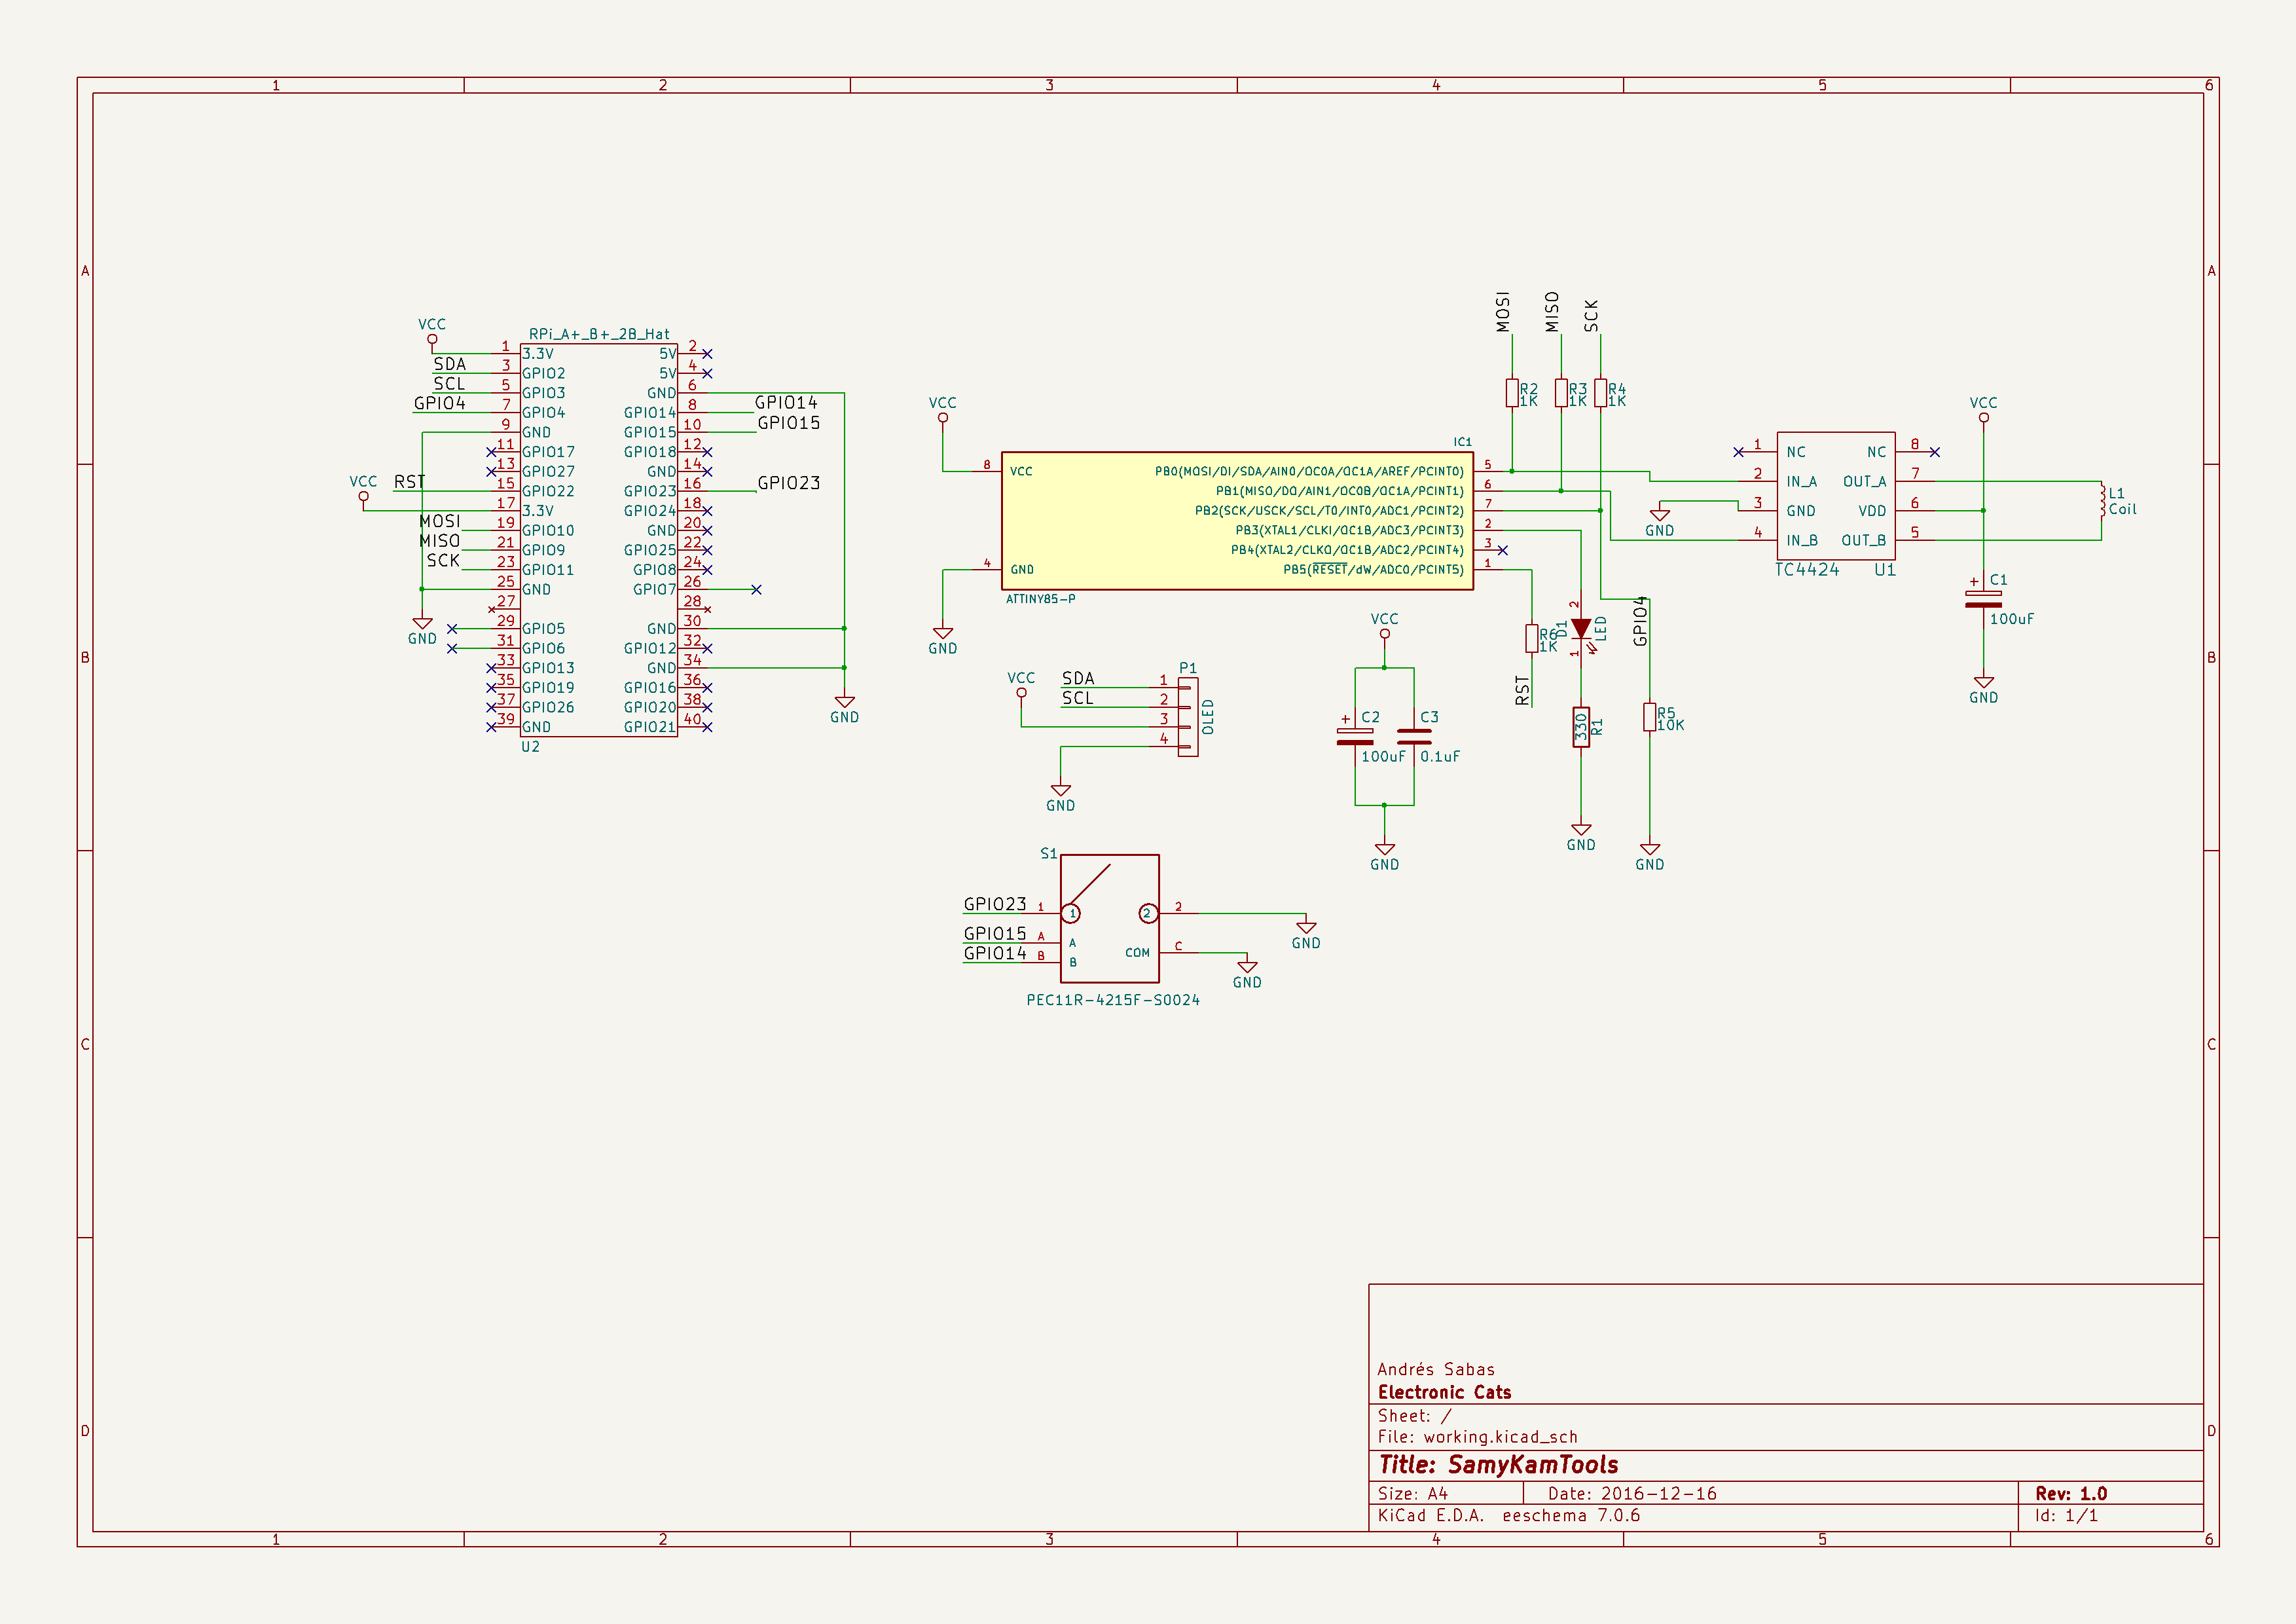 1 2 3 4 5 6
A A
B B
C C
D D
1 2 3 4 5 6
RPi_A+_B+_2B_Hat
VCC
1 3.3V 5V 2
SDA 3 GPIO2 5V 4
SCL 5 GPIO3 GND 6
GPIO4 7 GPIO4 GPIO14 8 GPIO14
9 GND GPIO15 10 GPIO15
11 GPIO17 GPIO18 12
13 GPIO27 GND 14
VCC
RST 15 GPIO22 GPIO23 16 GPIO23
17 3.3V GPIO24 18
MOSI 19 GPIO10 GND 20
MISO 21 GPIO9 GPIO25 22
SCK 23 GPIO11 GPIO8 24
25 GND GPIO7 26
27 28
GND
29 GPIO5 GND 30
31 GPIO6 GPIO12 32
33 GPIO13 GND 34
35 GPIO19 GPIO16 36
37 GPIO26 GPIO20 38
39 GND GPIO21 40
U2
GND
VCC
IC1
8 VCC
4 GND
PB0(MOSI/DI/SDA/AIN0/OC0A/OC1A/AREF/PCINT0) 5
PB1(MISO/DO/AIN1/OC0B/OC1A/PCINT1) 6
PB2(SCK/USCK/SCL/T0/INT0/ADC1/PCINT2) 7
PB3(XTAL1/CLKI/OC1B/ADC3/PCINT3) 2
PB4(XTAL2/CLKO/OC1B/ADC2/PCINT4) 3
PB5(RESET/dW/ADC0/PCINT5) 1
ATTINY85-P
GND
MOSI
MISO
SCK
R2
1K
R3
1K
R4
1K
R6
1K
RST
2
D1
LED
1
330
R1
GND
GPIO4
R5
10K
GND
GND
1 NC NC 8
2 IN_A OUT_A 7
3 GND VDD 6
4 IN_B OUT_B 5
TC4424 U1
VCC
+ C1
100uF
GND
L1
Coil
VCC
SDA 1
SCL 2
3
4
P1
OLED
GND
VCC
+ C2
100uF
C3
0.1uF
GND
S1
GPIO23 1 1 2 2
GPIO15 A A
GPIO14 B B
COM C
GND
GND
PEC11R-4215F-S0024
Andrés Sabas
Electronic Cats
Sheet: /
File: working.kicad_sch
Title: SamyKamTools
Size: A4 Date: 2016-12-16 Rev: 1.0
KiCad E.D.A. eeschema 7.0.6 Id: 1/1